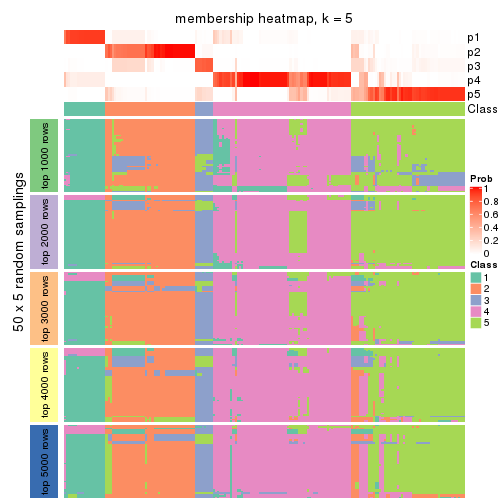 membership heatmap, k = 5
p1
p2
p3
p4
p5
Class
50 x 5 random samplings
top 1000 rows
top 2000 rows
top 3000 rows
top 4000 rows
top 5000 rows
Prob
1
0.8
0.6
0.4
0.2
0
Class
1
2
3
4
5